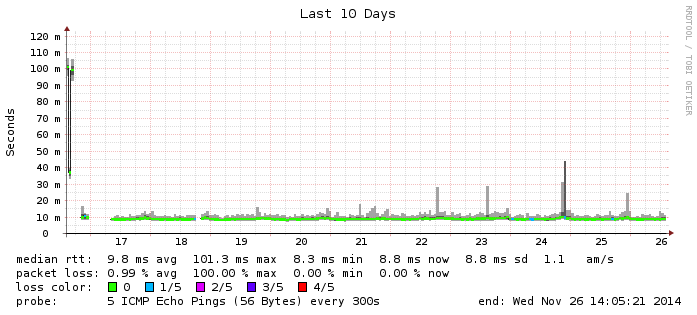 Last 10 Days
RRDTOOL / TOBI OETIKER
Seconds
120 m
110 m
100 m
90 m
80 m
70 m
60 m
50 m
40 m
30 m
20 m
10 m
0
17 18 19 20 21 22 23 24 25 26
median rtt: 9.8 ms avg 101.3 ms max 8.3 ms min 8.8 ms now 8.8 ms sd 1.1 am/s
packet loss: 0.99 % avg 100.00 % max 0.00 % min 0.00 % now
loss color: 0 1/5 2/5 3/5 4/5
probe: 5 ICMP Echo Pings (56 Bytes) every 300s end: Wed Nov 26 14:05:21 2014